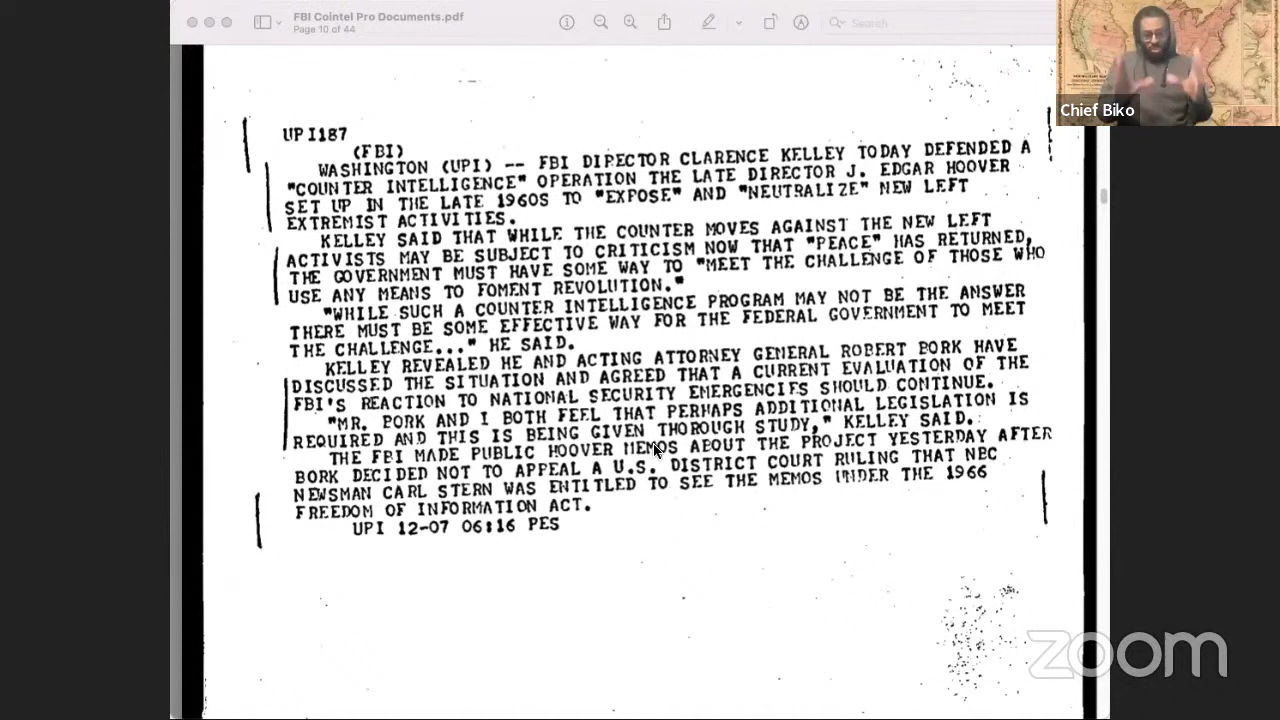 FBI Cointel Pro Documents.pdf
Page 10 of 44
Search
Chief Biko
UP I187
(FBI)
WASHINGTON (UPI) -- FBI DIRECTOR CLARENCE KELLEY TODAY DEFENDED A
"COUNTER INTELLIGENCE" OPERATION THE LATE DIRECTOR J. EDGAR HOOVER
SET UP IN THE LATE 1960S TO "EXPOSE" AND "NEUTRALIZE" NEW LEFT
EXTREMIST ACTIVITIES.
KELLEY SAID THAT WHILE THE COUNTER MOVES AGAINST THE NEW LEFT
ACTIVISTS MAY BE SUBJECT TO CRITICISM NOW THAT "PEACE" HAS RETURNED,
THE GOVERNMENT MUST HAVE SOME WAY TO "MEET THE CHALLENGE OF THOSE WHO
USE ANY MEANS TO FOMENT REVOLUTION."
"WHILE SUCH A COUNTER INTELLIGENCE PROGRAM MAY NOT BE THE ANSWER
THERE MUST BE SOME EFFECTIVE WAY FOR THE FEDERAL GOVERNMENT TO MEET
THE CHALLENGE..." HE SAID.
KELLEY REVEALED HE AND ACTING ATTORNEY GENERAL ROBERT BORK HAVE
DISCUSSED THE SITUATION AND AGREED THAT A CURRENT EVALUATION OF THE
FBI'S REACTION TO NATIONAL SECURITY EMERGENCIES SHOULD CONTINUE.
"MR. BORK AND I BOTH FEEL THAT PERHAPS ADDITIONAL LEGISLATION IS
REQUIRED AND THIS IS BEING GIVEN THOROUGH STUDY," KELLEY SAID.
THE FBI MADE PUBLIC HOOVER MEMOS ABOUT THE PROJECT YESTERDAY AFTER
BORK DECIDED NOT TO APPEAL A U.S. DISTRICT COURT RULING THAT NBC
NEWSMAN CARL STERN WAS ENTITLED TO SEE THE MEMOS UNDER THE 1966
FREEDOM OF INFORMATION ACT.
UPI 12-07 06:16 PES
zoom